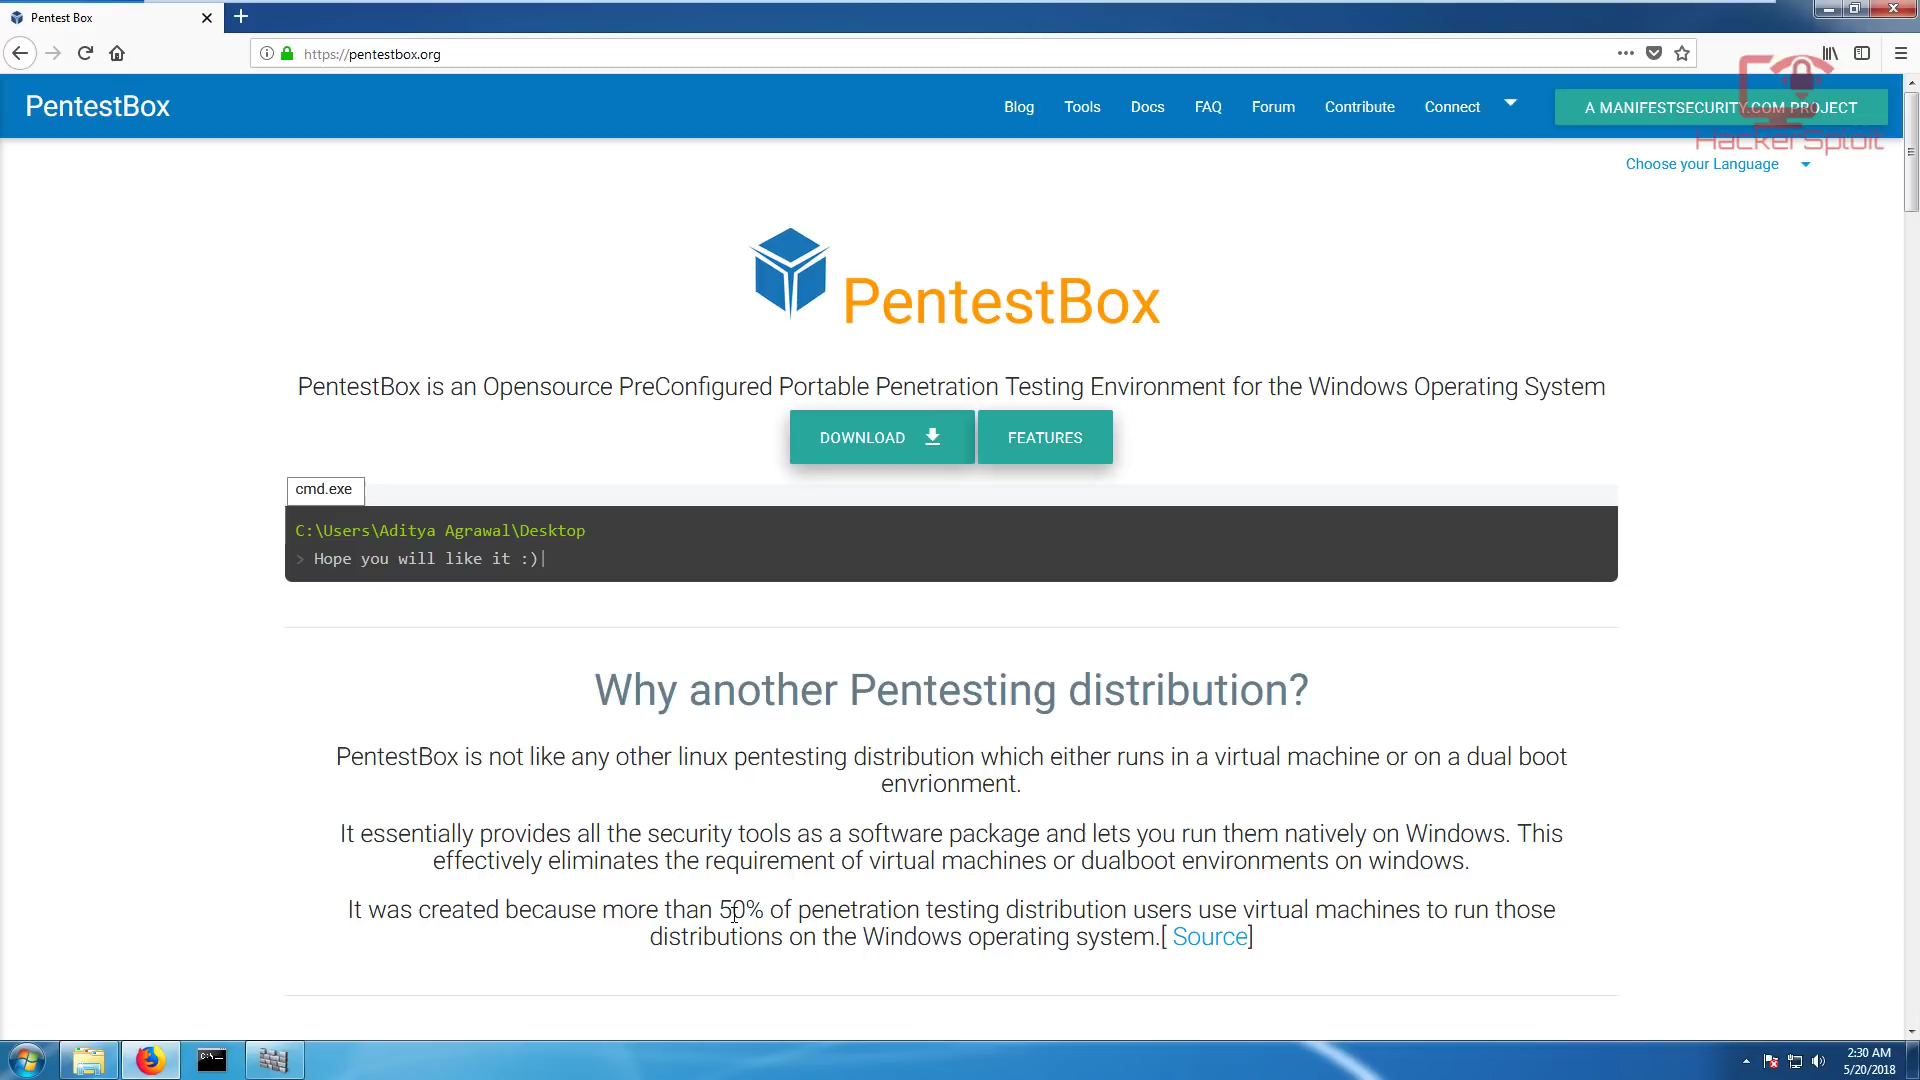 Pentest Box
https://pentestbox.org
PentestBox
Blog
Tools
Docs
FAQ
Forum
Contribute
Connect
A MANIFESTSECURITY.COM PROJECT
HackerSploit
Choose your Language
PentestBox
PentestBox is an Opensource PreConfigured Portable Penetration Testing Environment for the Windows Operating System
DOWNLOAD
FEATURES
cmd.exe
C:\Users\Aditya Agrawal\Desktop
> Hope you will like it :)
Why another Pentesting distribution?
PentestBox is not like any other linux pentesting distribution which either runs in a virtual machine or on a dual boot
envrionment.
It essentially provides all the security tools as a software package and lets you run them natively on Windows. This
effectively eliminates the requirement of virtual machines or dualboot environments on windows.
It was created because more than 50% of penetration testing distribution users use virtual machines to run those
distributions on the Windows operating system.[ Source]
C:\
2:30 AM
5/20/2018